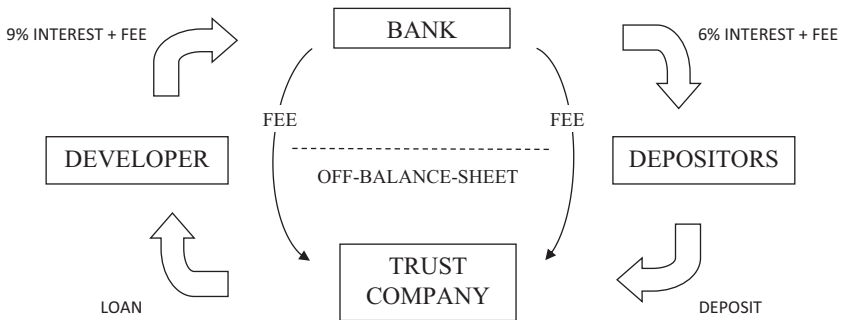 9% INTEREST + FEE
BANK
6% INTEREST + FEE
FEE
FEE
DEVELOPER
OFF-BALANCE-SHEET
DEPOSITORS
TRUST
COMPANY
LOAN
DEPOSIT